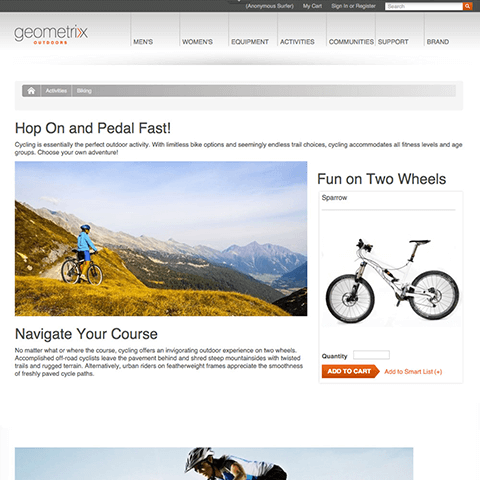 (Anonymous Surfer) My Cart Sign In or Register Search
geometrixx
OUTDOORS
MEN'S WOMEN'S EQUIPMENT ACTIVITIES COMMUNITIES SUPPORT BRAND
Activities Biking
Hop On and Pedal Fast!
Cycling is essentially the perfect outdoor activity. With limitless bike options and seemingly endless trail choices, cycling accommodates all fitness levels and age
groups. Choose your own adventure!
Fun on Two Wheels
Sparrow
Navigate Your Course
No matter what or where the course, cycling offers an invigorating outdoor experience on two wheels.
Accomplished off-road cyclists leave the pavement behind and shred steep mountainsides with twisted
trails and rugged terrain. Alternatively, urban riders on featherweight frames appreciate the smoothness
of freshly paved cycle paths.
Quantity
ADD TO CART Add to Smart List (+)